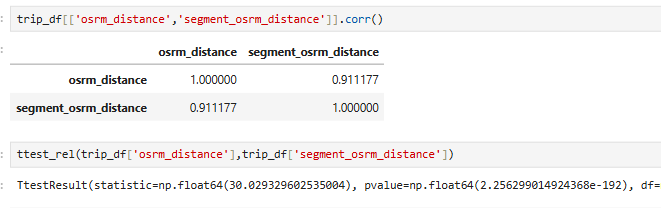 trip_df[['osrm_distance','segment_osrm_distance']].corr()
osrm_distance segment_osrm_distance
osrm_distance 1.000000 0.911177
segment_osrm_distance 0.911177 1.000000
ttest_rel(trip_df['osrm_distance'],trip_df['segment_osrm_distance'])
TtestResult(statistic=np.float64(30.029329602535004), pvalue=np.float64(2.256299014924368e-192), df=